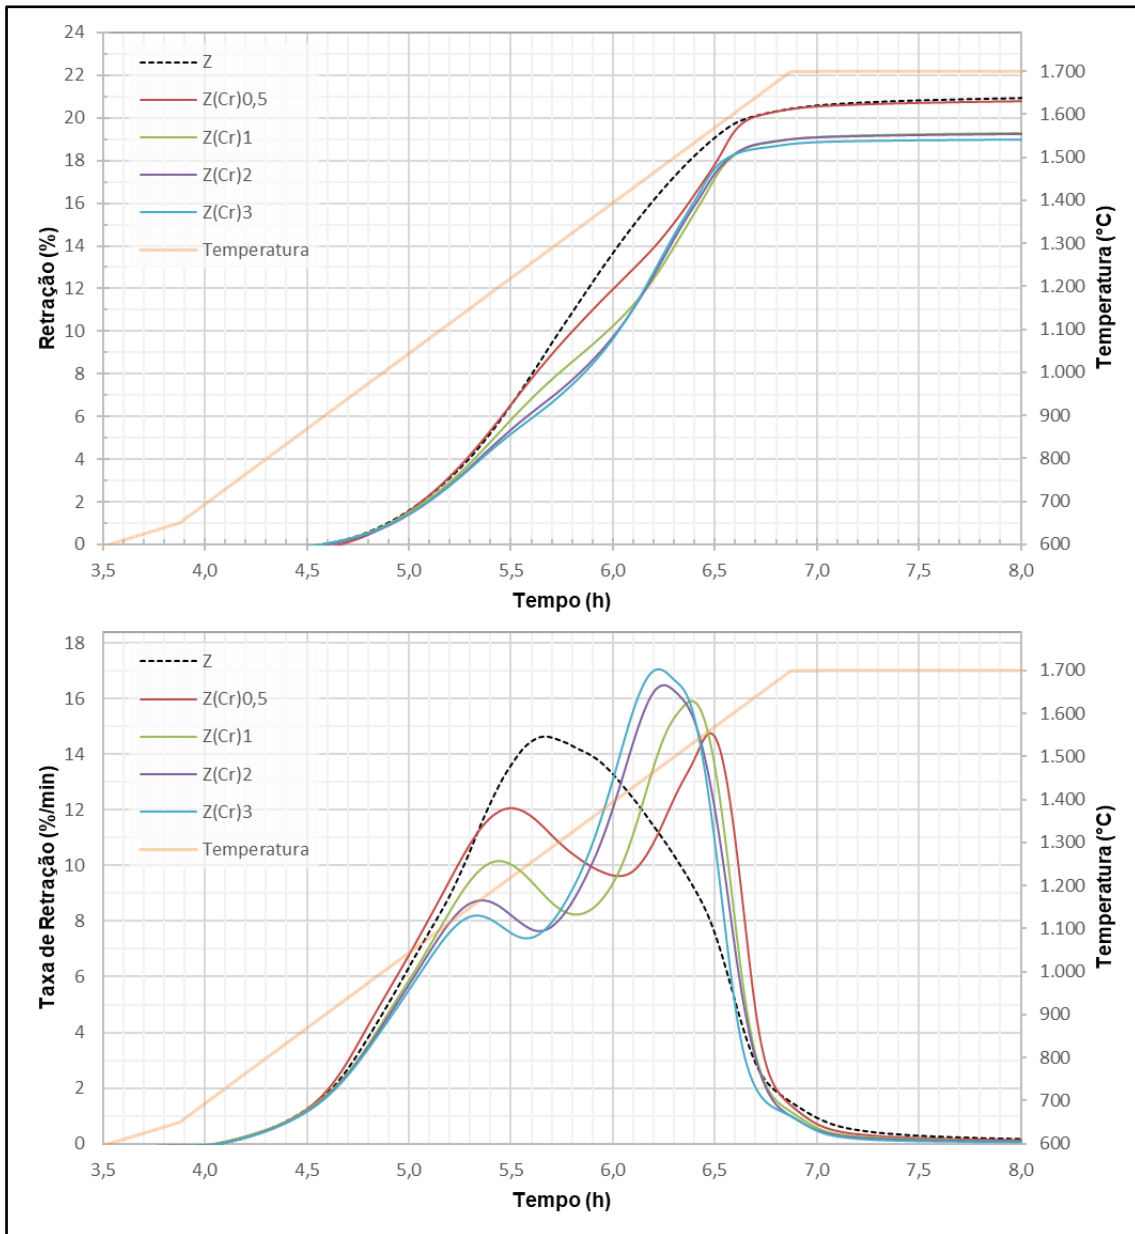 24
22
20
18
16
14
12
10
8
6
4
2
0
Retração (%)
Z
Z(Cr)0,5
Z(Cr)1
Z(Cr)2
Z(Cr)3
Temperatura
1.700
1.600
1.500
1.400
1.300
1.200
1.100
1.000
900
800
700
600
Temperatura (°C)
3,5 4,0 4,5 5,0 5,5 6,0 6,5 7,0 7,5 8,0
Tempo (h)
18
16
14
12
10
8
6
4
2
0
Taxa de Retração (%/min)
Z
Z(Cr)0,5
Z(Cr)1
Z(Cr)2
Z(Cr)3
Temperatura
1.700
1.600
1.500
1.400
1.300
1.200
1.100
1.000
900
800
700
600
Temperatura (°C)
3,5 4,0 4,5 5,0 5,5 6,0 6,5 7,0 7,5 8,0
Tempo (h)